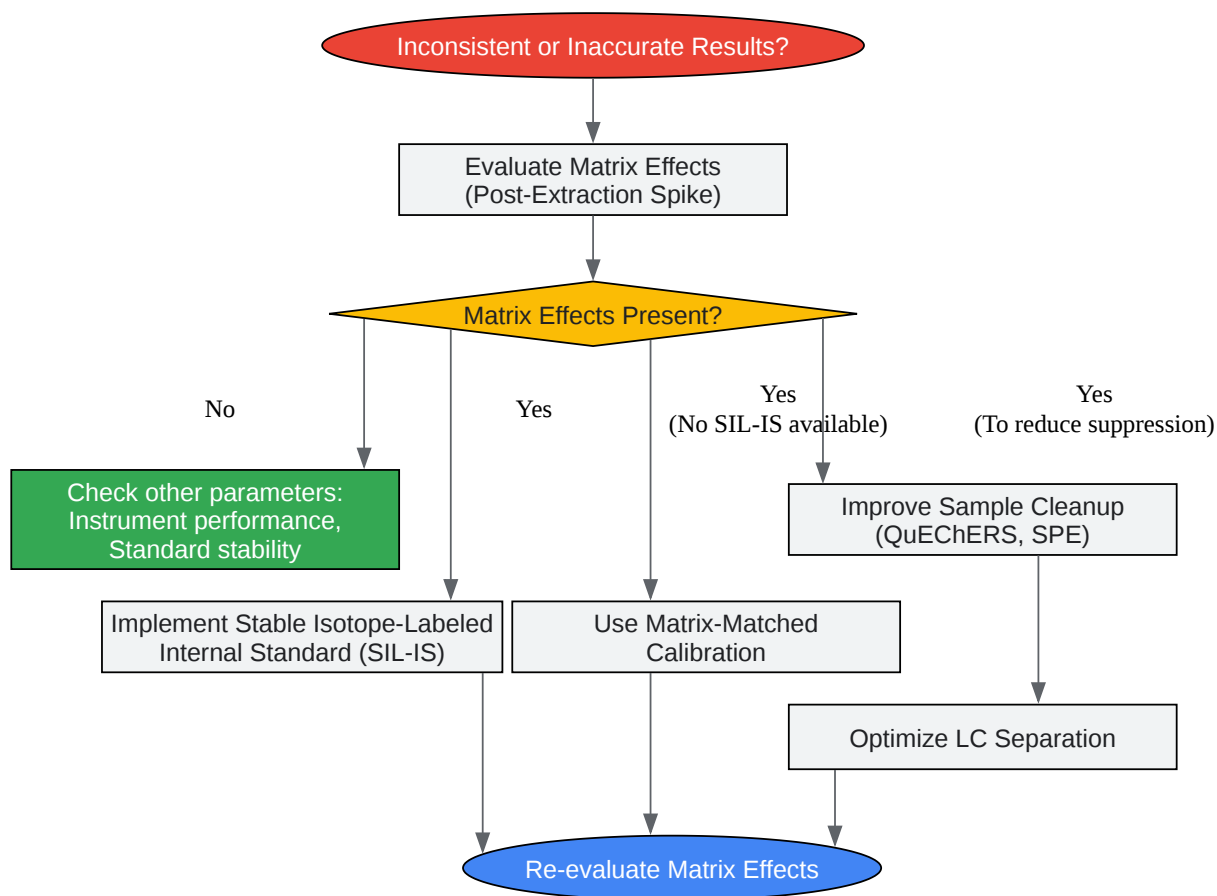 Inconsistent or Inaccurate Results?
Evaluate Matrix Effects
(Post-Extraction Spike)
Matrix Effects Present?
No
Yes
Yes
(No SIL-IS available)
Yes
(To reduce suppression)
Check other parameters:
Instrument performance,
Standard stability
Improve Sample Cleanup
(QuEChERS, SPE)
Implement Stable Isotope-Labeled
Internal Standard (SIL-IS)
Use Matrix-Matched
Calibration
Optimize LC Separation
Re-evaluate Matrix Effects